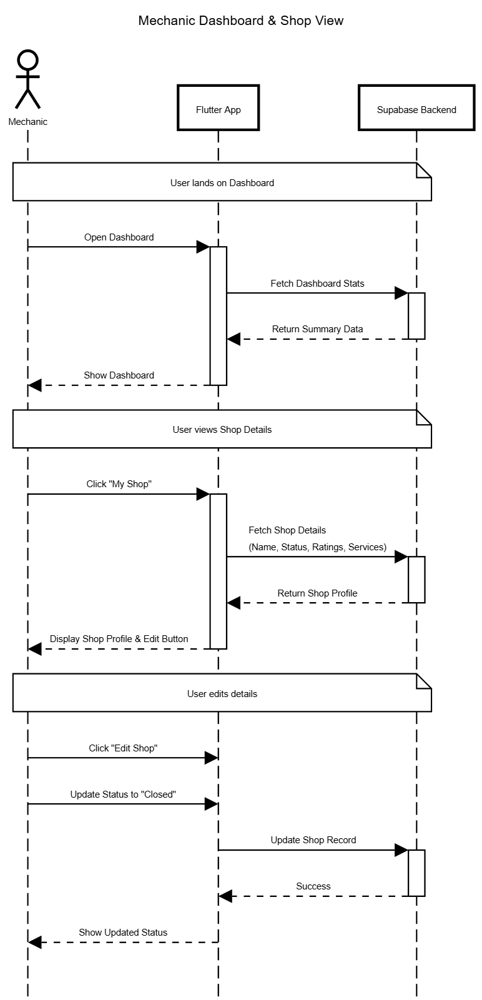 Mechanic Dashboard & Shop View
Mechanic
Flutter App
Supabase Backend
User lands on Dashboard
Open Dashboard
Fetch Dashboard Stats
Return Summary Data
Show Dashboard
User views Shop Details
Click "My Shop"
Fetch Shop Details
(Name, Status, Ratings, Services)
Return Shop Profile
Display Shop Profile & Edit Button
User edits details
Click "Edit Shop"
Update Status to "Closed"
Update Shop Record
Success
Show Updated Status